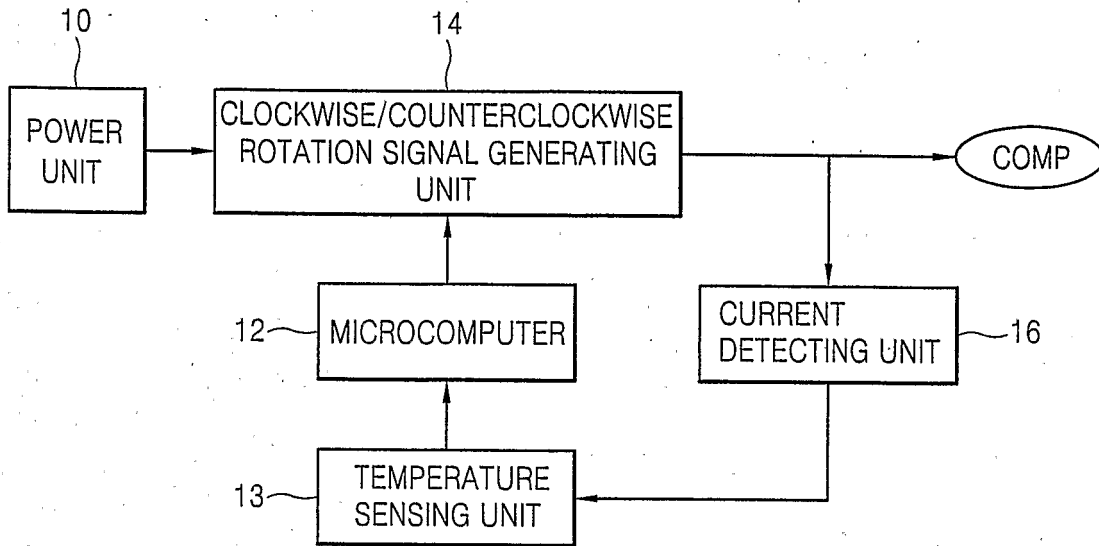 10
14
POWER
UNIT
CLOCKWISE/COUNTERCLOCKWISE
ROTATION SIGNAL GENERATING
UNIT
COMP
12
MICROCOMPUTER
CURRENT
DETECTING UNIT
16
13
TEMPERATURE
SENSING UNIT